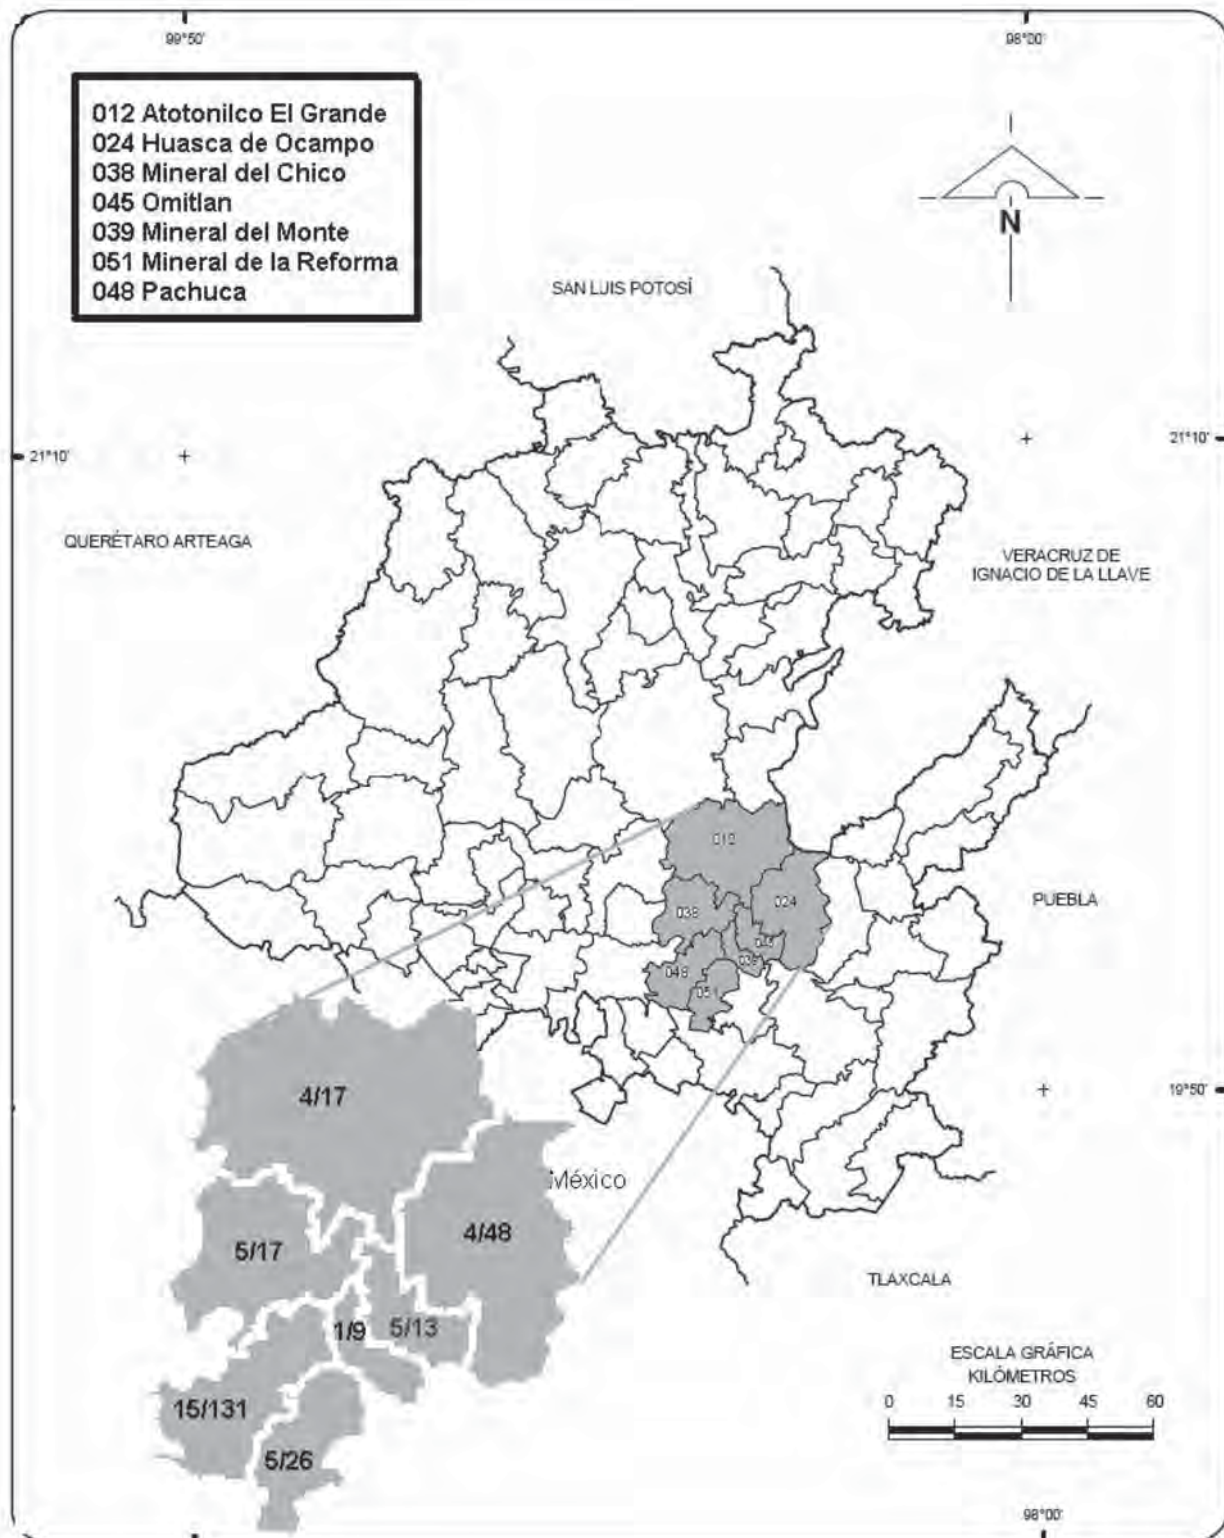 99°50'
98°00'
012 Atotonilco El Grande
024 Huasca de Ocampo
038 Mineral del Chico
045 Omitlan
039 Mineral del Monte
051 Mineral de la Reforma
048 Pachuca
N
SAN LUIS POTOSÍ
21°10'
21°10'
QUERÉTARO ARTEAGA
VERACRUZ DE
IGNACIO DE LA LLAVE
012
024
038
PUEBLA
039
048
051
19°50'
4/17
México
4/48
5/17
TLAXCALA
1/9
5/13
ESCALA GRÁFICA
KILÓMETROS
0 15 30 45 60
15/131
5/26
98°00'